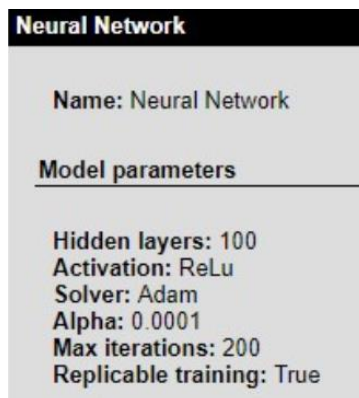 Neural Network
Name: Neural Network
Model parameters
Hidden layers: 100
Activation: ReLu
Solver: Adam
Alpha: 0.0001
Max iterations: 200
Replicable training: True